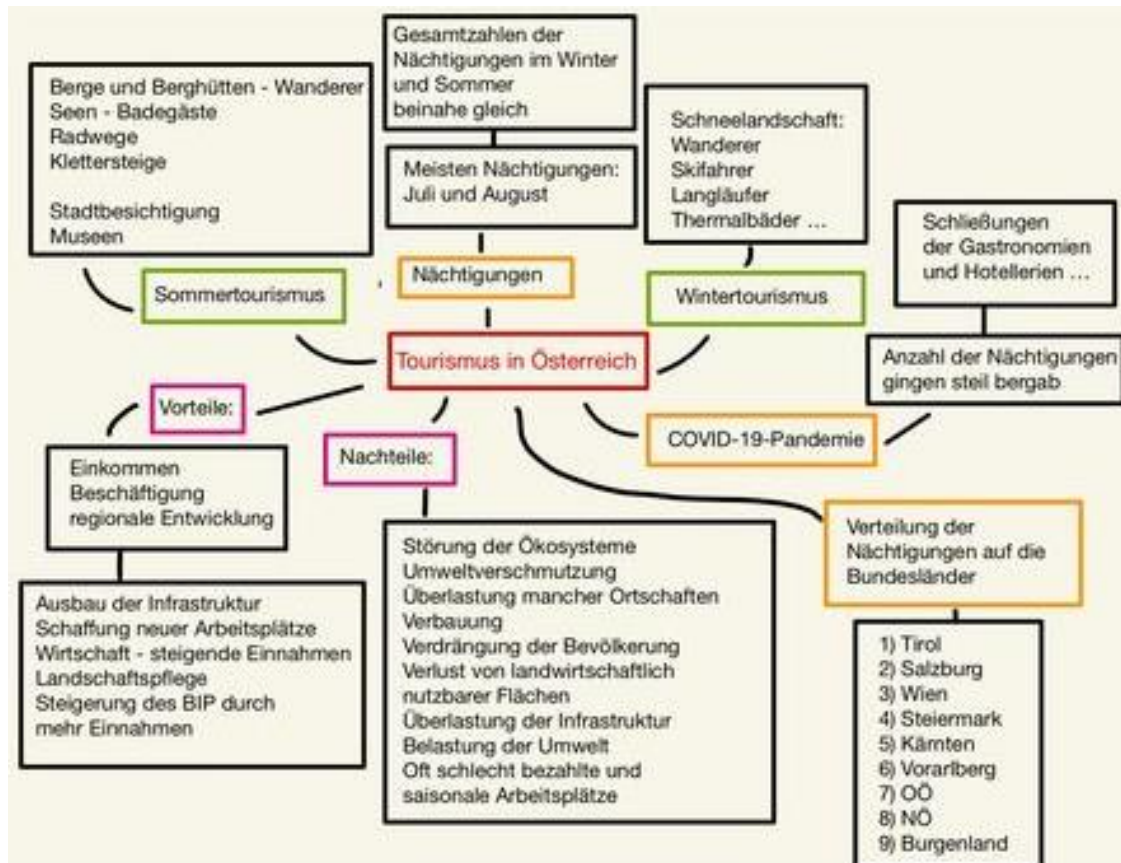 Gesamtzahlen der
Nächtigungen im Winter
und Sommer
beinahe gleich
Meisten Nächtigungen:
Juli und August
Nächtigungen
Berge und Berghütten - Wanderer
Seen - Badegäste
Radwege
Klettersteige
Stadtbesichtigung
Museen
Sommertourismus
Schneelandschaft:
Wanderer
Skifahrer
Langläufer
Thermalbäder ...
Wintertourismus
Schließungen
der Gastronomien
und Hotellerien ...
Anzahl der Nächtigungen
gingen steil bergab
COVID-19-Pandemie
Tourismus in Österreich
Vorteile:
Einkommen
Beschäftigung
regionale Entwicklung
Ausbau der Infrastruktur
Schaffung neuer Arbeitsplätze
Wirtschaft - steigende Einnahmen
Landschaftspflege
Steigerung des BIP durch
mehr Einnahmen
Nachteile:
Störung der Ökosysteme
Umweltverschmutzung
Überlastung mancher Ortschaften
Verbauung
Verdrängung der Bevölkerung
Verlust von landwirtschaftlich
nutzbarer Flächen
Überlastung der Infrastruktur
Belastung der Umwelt
Oft schlecht bezahlte und
saisonale Arbeitsplätze
Verteilung der
Nächtigungen auf die
Bundesländer
1) Tirol
2) Salzburg
3) Wien
4) Steiermark
5) Kärnten
6) Vorarlberg
7) OÖ
8) NÖ
9) Burgenland